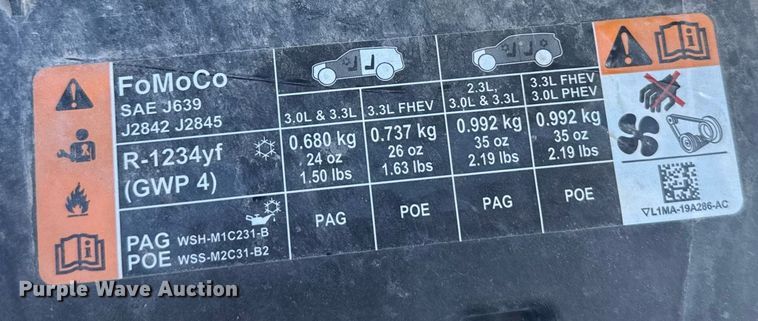 FoMoCo
SAE J639
J2842 J2845
3.0L & 3.3L
3.3L FHEV
2.3L,
3.0L & 3.3L
3.3L FHEV
3.0L PHEV
R-1234yf
(GWP 4)
0.680 kg
24 oz
1.50 lbs
0.737 kg
26 oz
1.63 lbs
0.992 kg
35 oz
2.19 lbs
0.992 kg
35 oz
2.19 lbs
PAG WSH-M1C231-B
POE WSS-M2C31-B2
PAG
POE
PAG
POE
▽L1MA-19A286-AC
Purple Wave Auction